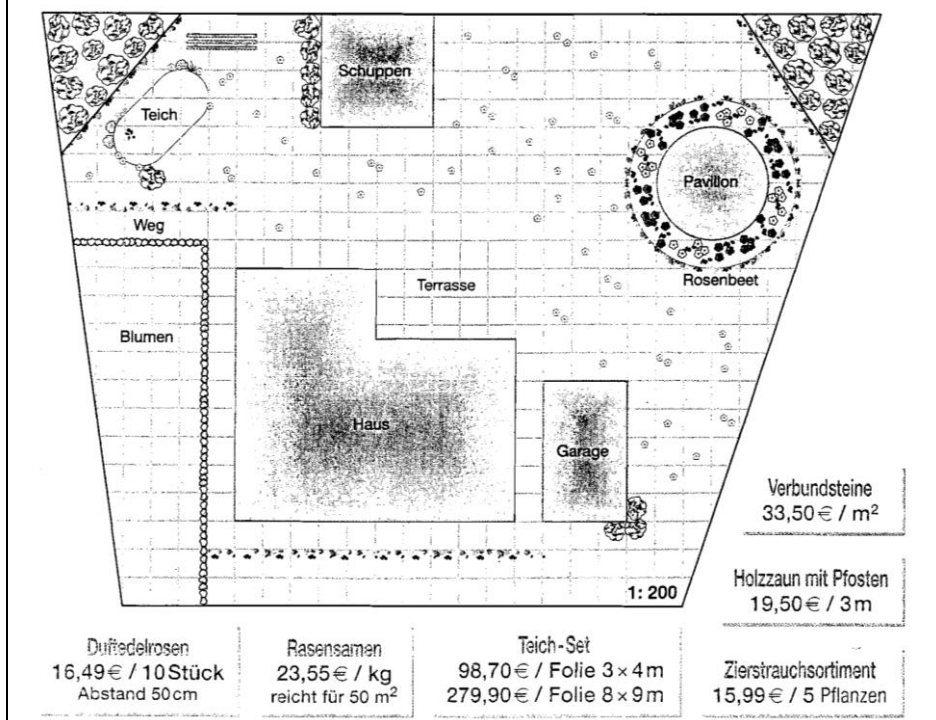 Schuppen
Teich
Pavillon
Weg
Rosenbeet
Terrasse
Blumen
Haus
Garage
1: 200
Verbundsteine
33,50 € / m²
Holzzaun mit Pfosten
19,50 € / 3 m
Duftedelrosen
16,49 € / 10 Stück
Abstand 50 cm
Rasensamen
23,55 € / kg
reicht für 50 m²
Teich-Set
98,70 € / Folie 3 × 4 m
279,90 € / Folie 8 × 9 m
Zierstrauchsortiment
15,99 € / 5 Pflanzen